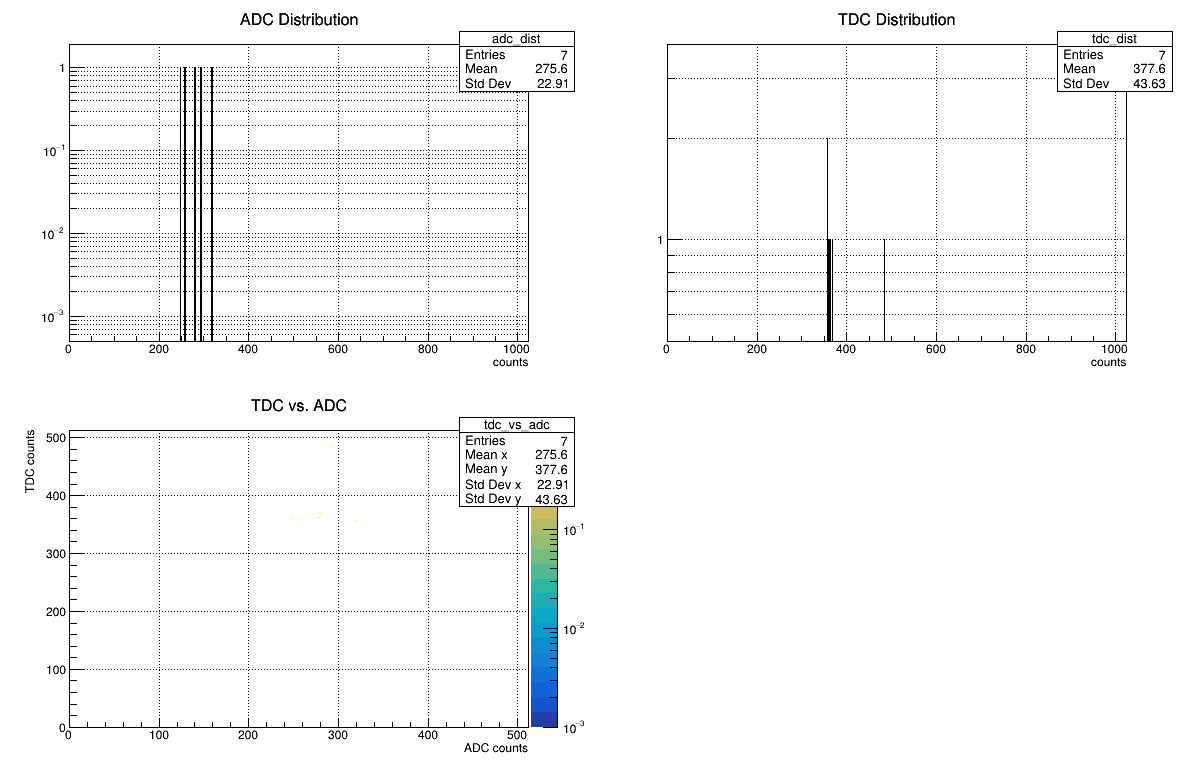 ADC Distribution
adc_dist
Entries 7
Mean 275.6
Std Dev 22.91
1
10⁻¹
10⁻²
10⁻³
0 200 400 600 800 1000
counts
TDC Distribution
tdc_dist
Entries 7
Mean 377.6
Std Dev 43.63
1
0 200 400 600 800 1000
counts
TDC vs. ADC
tdc_vs_adc
Entries 7
Mean x 275.6
Mean y 377.6
Std Dev x 22.91
Std Dev y 43.63
TDC counts
500
400
300
200
100
0
0 100 200 300 400 500
ADC counts
10⁻¹
10⁻²
10⁻³